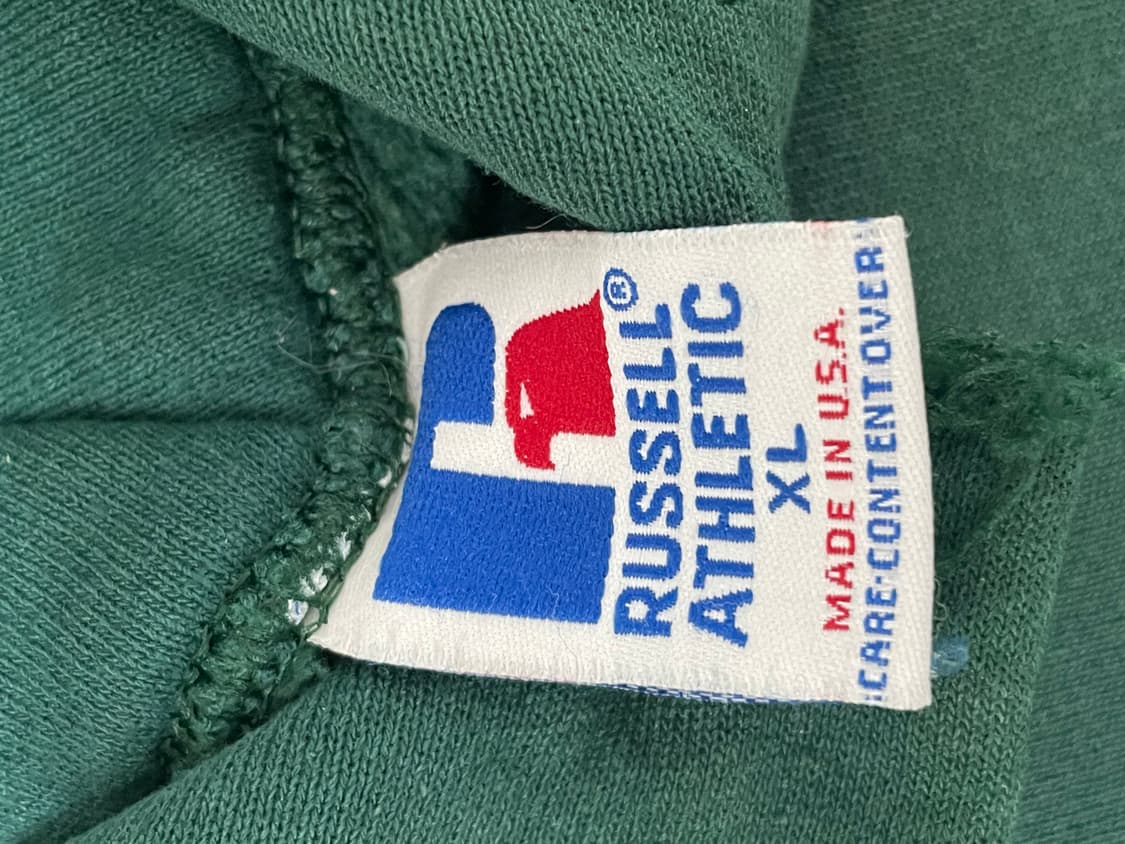 ®
RUSSELL
ATHLETIC
XL
MADE IN U.S.A.
CARE-CONTENT OVER